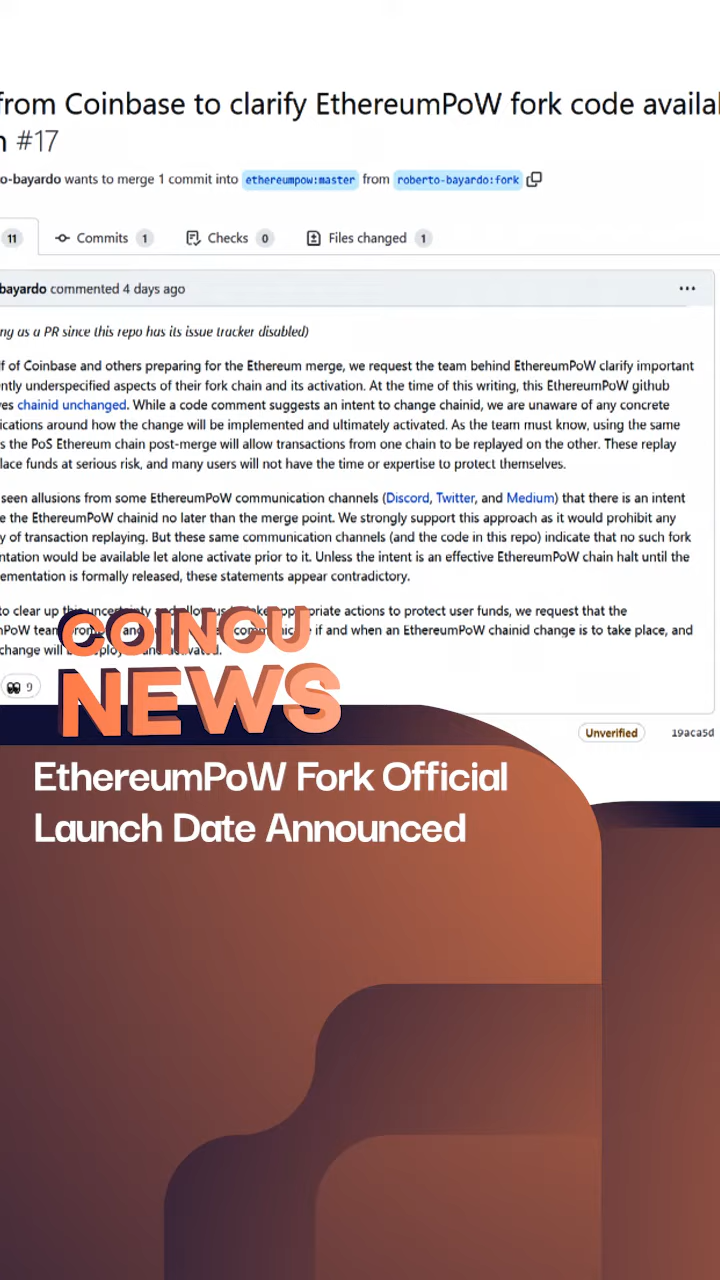 from Coinbase to clarify EthereumPoW fork code availal
n #17
o-bayardo wants to merge 1 commit into ethereumpow:master from roberto-bayardo:fork
11 Commits 1 Checks 0 Files changed 1
bayardo commented 4 days ago
ng as a PR since this repo has its issue tracker disabled)
lf of Coinbase and others preparing for the Ethereum merge, we request the team behind EthereumPoW clarify important
ntly underspecified aspects of their fork chain and its activation. At the time of this writing, this EthereumPoW github
ves chainid unchanged. While a code comment suggests an intent to change chainid, we are unaware of any concrete
ications around how the change will be implemented and ultimately activated. As the team must know, using the same
s the PoS Ethereum chain post-merge will allow transactions from one chain to be replayed on the other. These replay
lace funds at serious risk, and many users will not have the time or expertise to protect themselves.
seen allusions from some EthereumPoW communication channels (Discord, Twitter, and Medium) that there is an intent
e the EthereumPoW chainid no later than the merge point. We strongly support this approach as it would prohibit any
y of transaction replaying. But these same communication channels (and the code in this repo) indicate that no such fork
ntation would be available let alone activate prior to it. Unless the intent is an effective EthereumPoW chain halt until the
ementation is formally released, these statements appear contradictory.
to clear up this uncertainty and appropriate actions to protect user funds, we request that the
nPoW team if and when an EthereumPoW chainid change is to take place, and
change will
9
COINCU
NEWS
Unverified 19aca5d
EthereumPoW Fork Official
Launch Date Announced